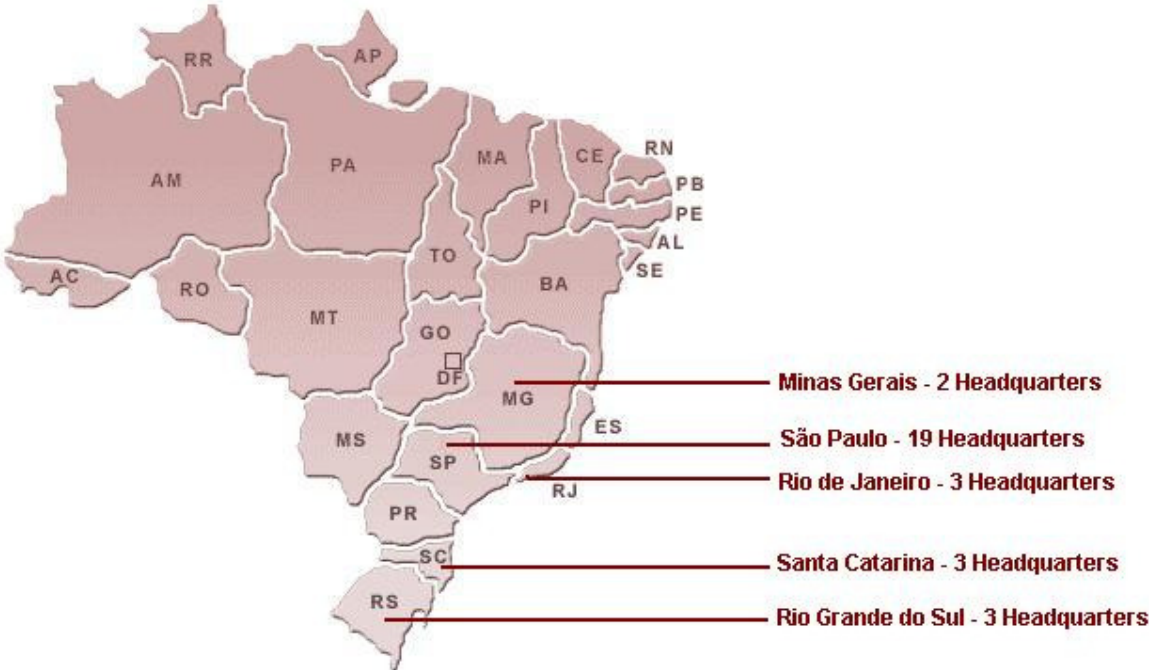 RR
AP
AM
PA
MA
CE
RN
PB
PI
PE
AL
SE
AC
RO
TO
BA
MT
GO
DF
MG
Minas Gerais - 2 Headquarters
ES
MS
SP
São Paulo - 19 Headquarters
RJ
Rio de Janeiro - 3 Headquarters
PR
SC
Santa Catarina - 3 Headquarters
RS
Rio Grande do Sul - 3 Headquarters